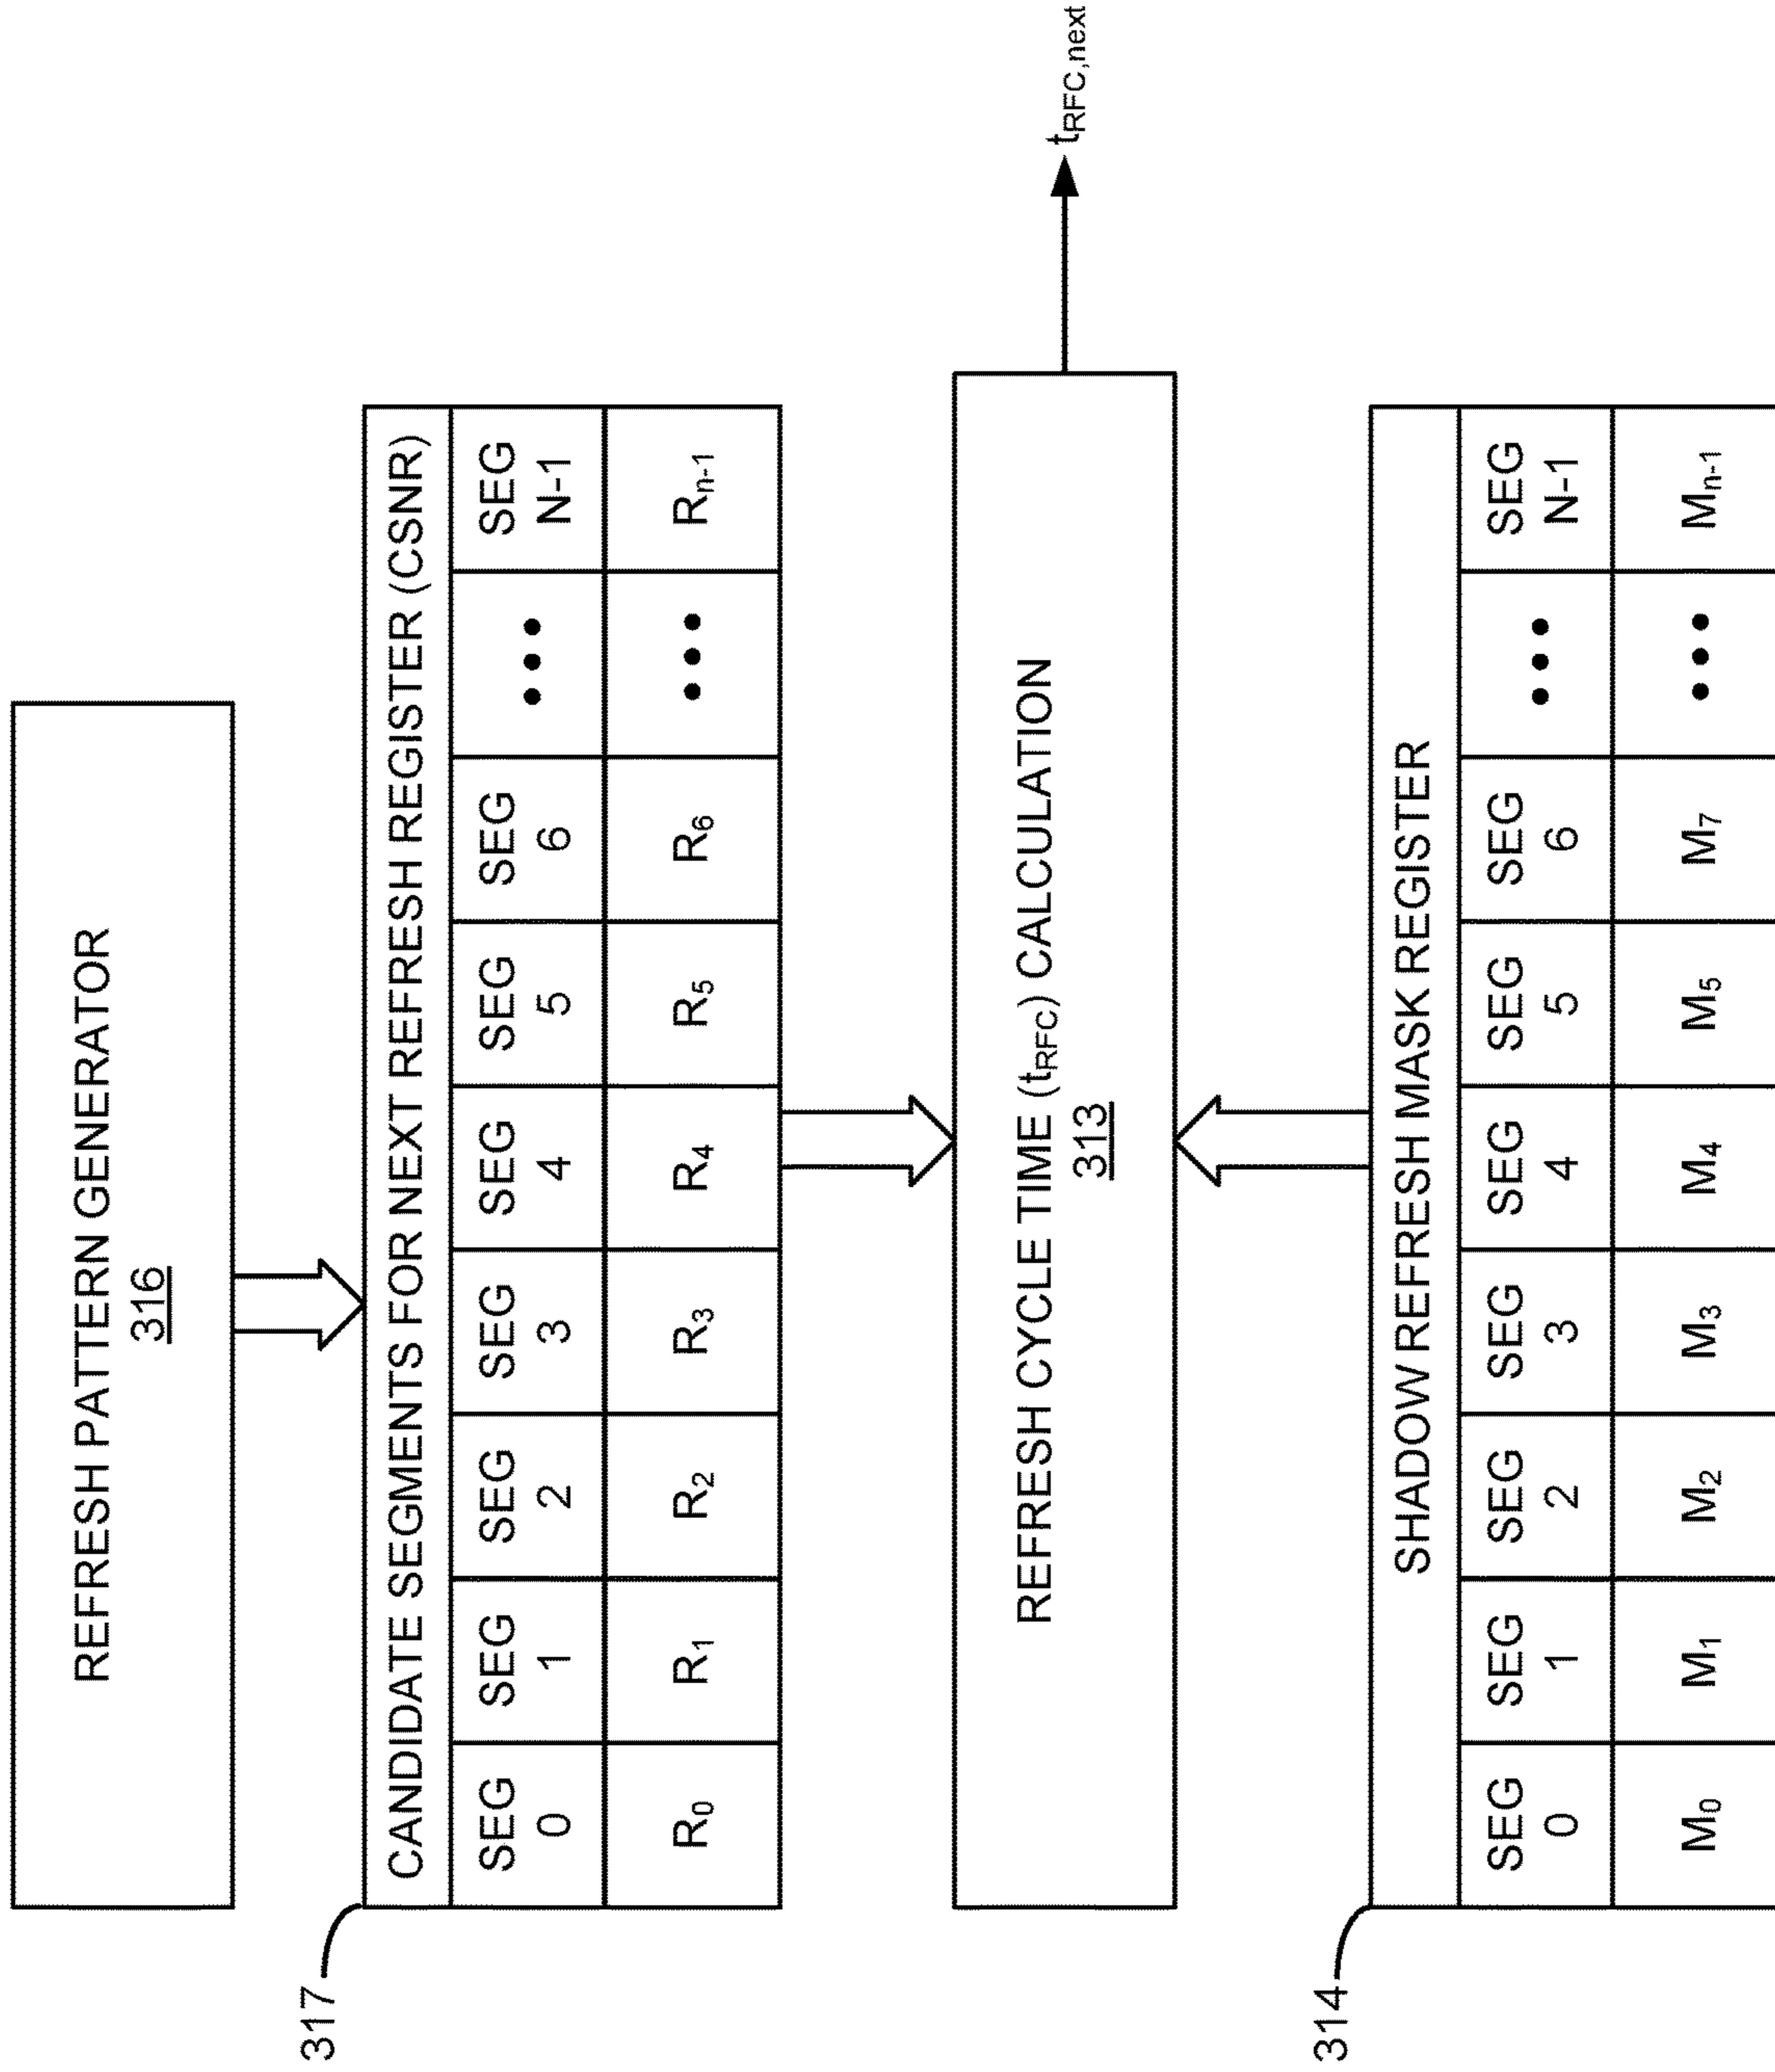 REFRESH PATTERN GENERATOR
316
317
CANDIDATE SEGMENTS FOR NEXT REFRESH REGISTER (CSNR)
SEG 0 SEG 1 SEG 2 SEG 3 SEG 4 SEG 5 SEG 6 ••• SEG N-1
R0 R1 R2 R3 R4 R5 R6 ••• Rn-1
REFRESH CYCLE TIME (tRFC) CALCULATION
313
tRFC,next
314
SHADOW REFRESH MASK REGISTER
SEG 0 SEG 1 SEG 2 SEG 3 SEG 4 SEG 5 SEG 6 ••• SEG N-1
M0 M1 M2 M3 M4 M5 M7 ••• Mn-1